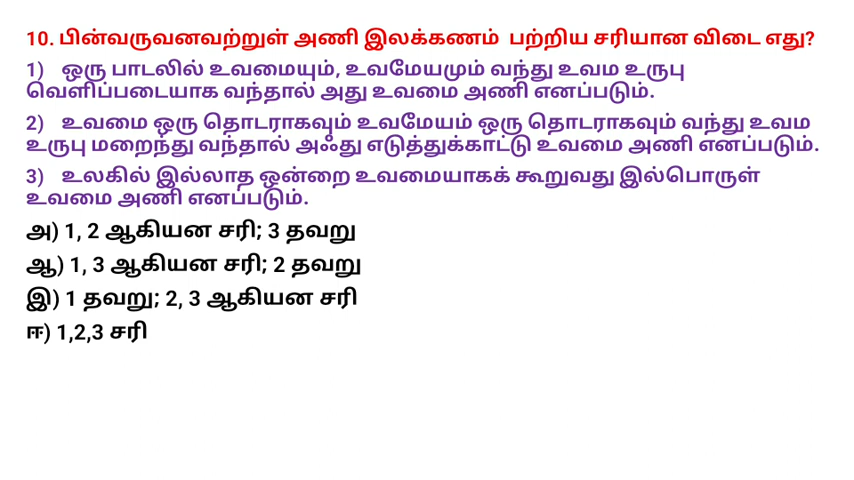 10. பின்வருவனவற்றுள் அணி இலக்கணம்  பற்றிய சரியான விடை எது?
1) ஒரு பாடலில் உவமையும், உவமேயமும் வந்து உவம உருபு
வெளிப்படையாக வந்தால் அது உவமை அணி எனப்படும்.
2) உவமை ஒரு தொடராகவும் உவமேயம் ஒரு தொடராகவும் வந்து உவம
உருபு மறைந்து வந்தால் அஃது எடுத்துக்காட்டு உவமை அணி எனப்படும்.
3) உலகில் இல்லாத ஒன்றை உவமையாகக் கூறுவது இல்பொருள்
உவமை அணி எனப்படும்.
அ) 1, 2 ஆகியன சரி; 3 தவறு
ஆ) 1, 3 ஆகியன சரி; 2 தவறு
இ) 1 தவறு; 2, 3 ஆகியன சரி
ஈ) 1,2,3 சரி